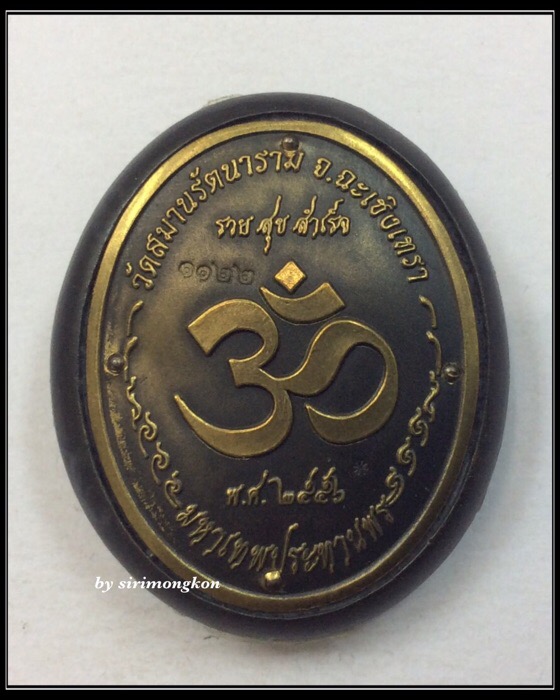 วัดสมานรัตนาราม จ.ฉะเชิงเทรา
รวย สุข สำเร็จ
๑๑๒๒
ॐ
พ.ศ. ๒๕๕๖
มหาเทพประทานพร
by sirimongkon